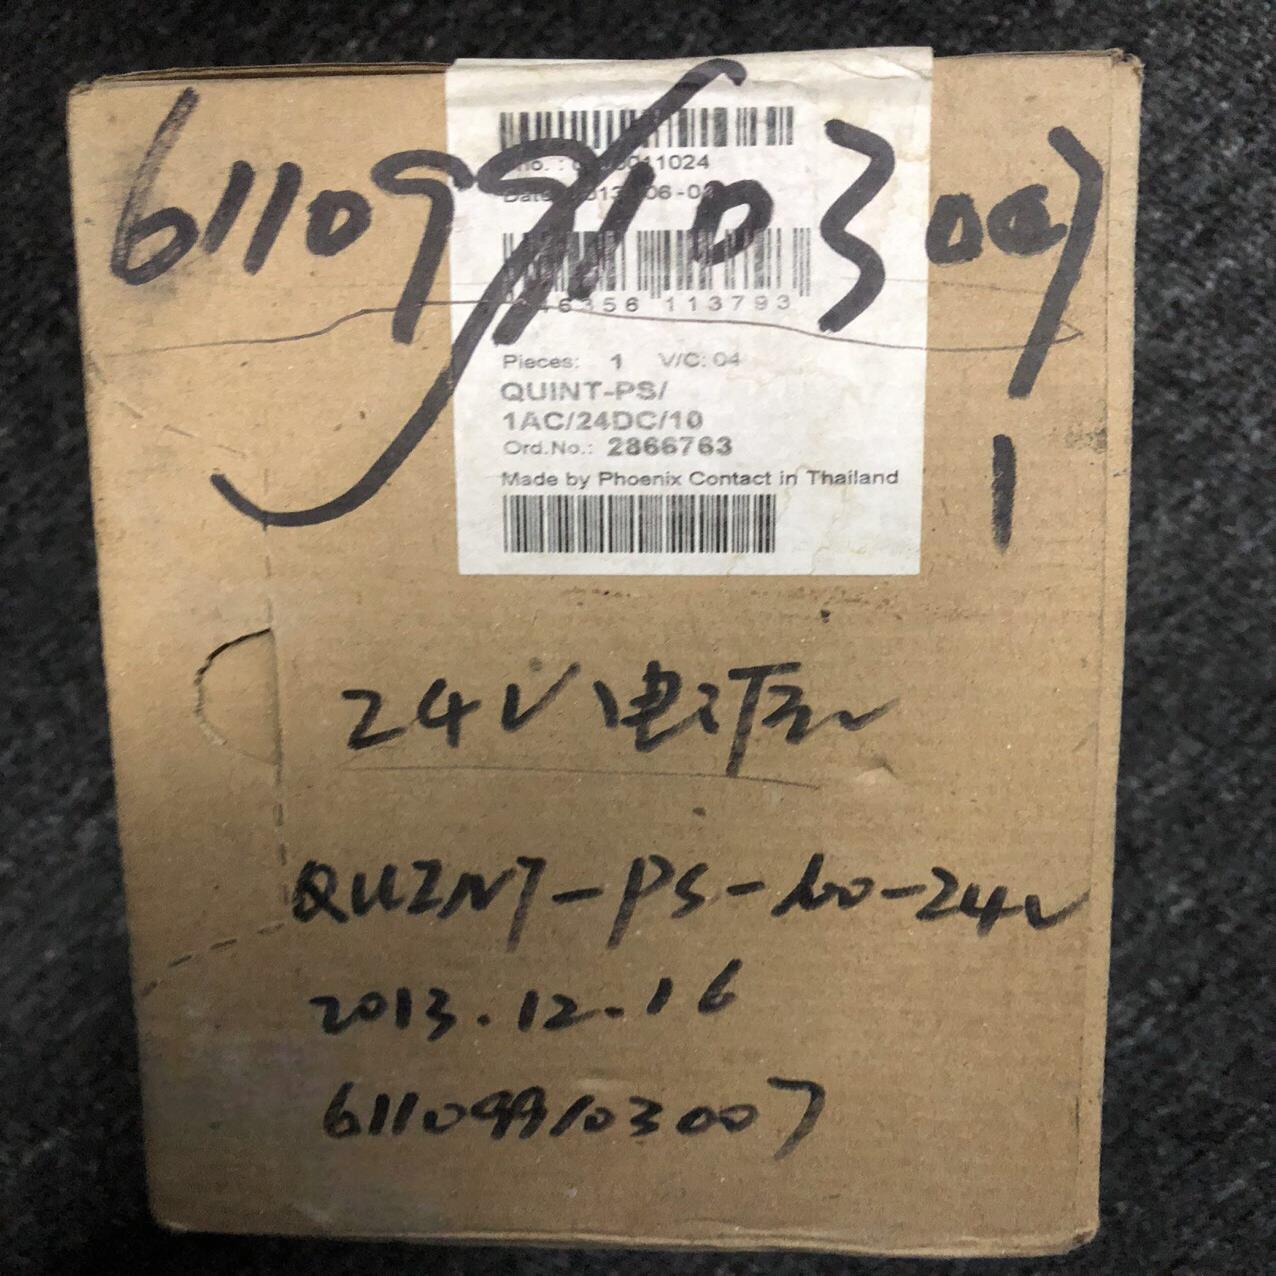 611099103007
1
Pieces: 1 V/C: 04
QUINT-PS/
1AC/24DC/10
Ord.No.: 2866763
Made by Phoenix Contact in Thailand
24V电源
QUINT-PS-100-24V
2013.12.16
611099103007